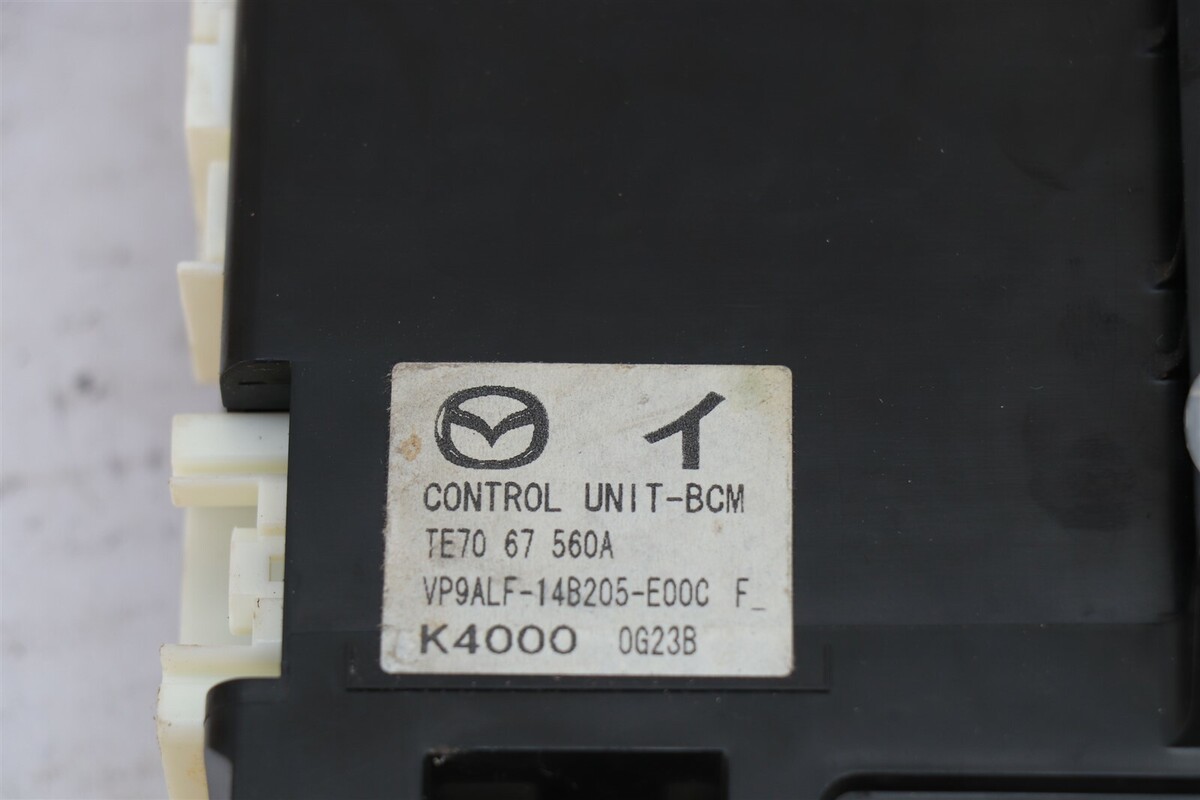 イ
CONTROL UNIT-BCM
TE70 67 560A
VP9ALF-14B205-E00C F_
K4000 0G23B